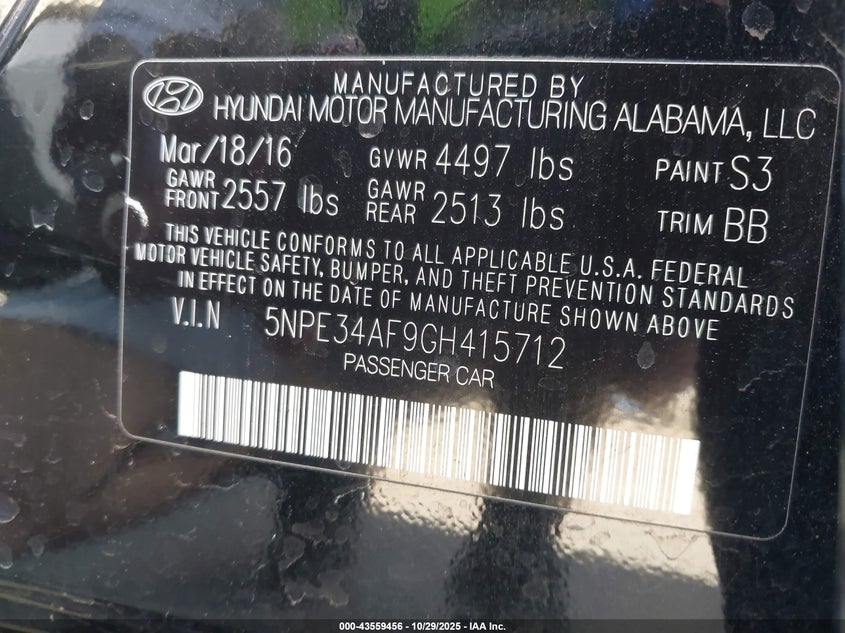 MANUFACTURED BY
HYUNDAI MOTOR MANUFACTURING ALABAMA, LLC
Mar/18/16 GVWR 4497 lbs PAINT S3
GAWR FRONT 2557 lbs GAWR REAR 2513 lbs TRIM BB
THIS VEHICLE CONFORMS TO ALL APPLICABLE U.S.A. FEDERAL
MOTOR VEHICLE SAFETY, BUMPER, AND THEFT PREVENTION STANDARDS
IN EFFECT ON THE DATE OF MANUFACTURE SHOWN ABOVE
V.I.N 5NPE34AF9GH415712
PASSENGER CAR
000-43559456 - 10/29/2025 - IAA Inc.